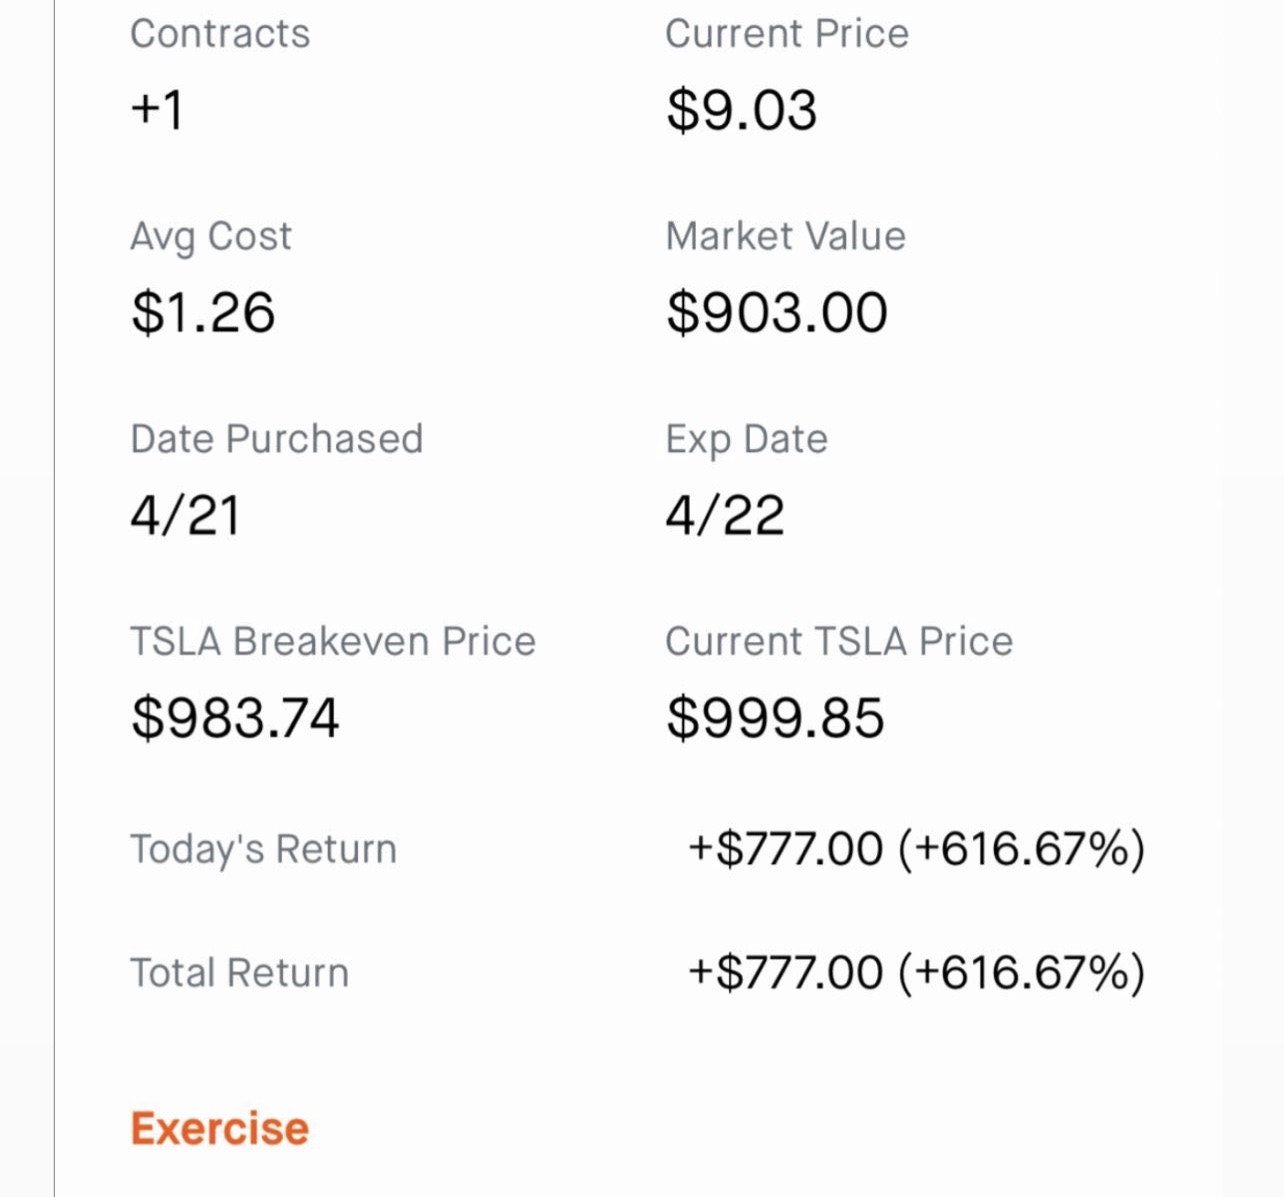 Contracts
Current Price
+1
$9.03
Avg Cost
Market Value
$1.26
$903.00
Date Purchased
Exp Date
4/21
4/22
TSLA Breakeven Price
Current TSLA Price
$983.74
$999.85
Today's Return
+$777.00 (+616.67%)
Total Return
+$777.00 (+616.67%)
Exercise